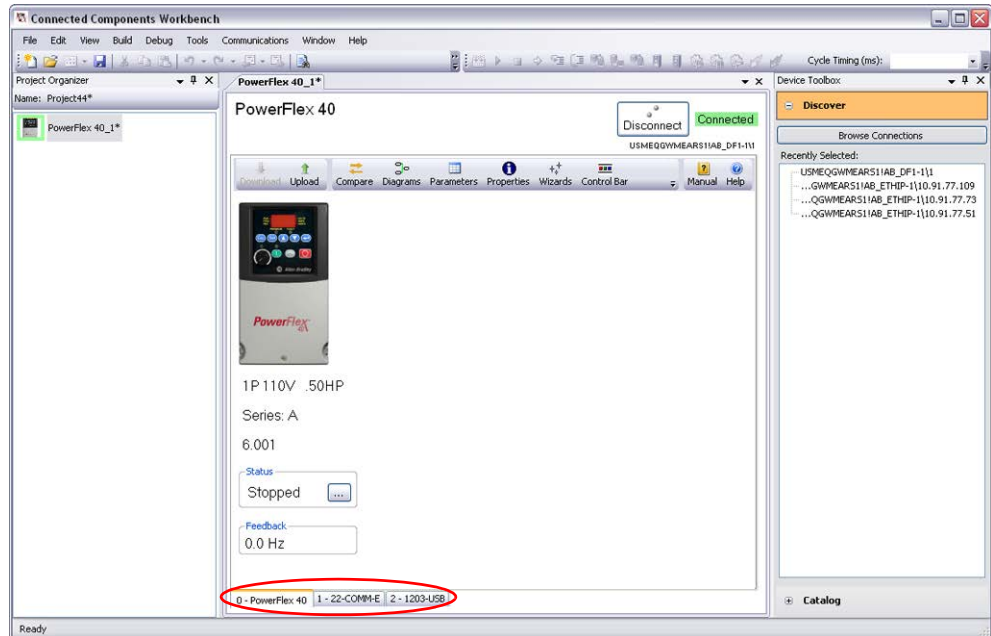 Connected Components Workbench
File Edit View Build Debug Tools Communications Window Help
Cycle Timing (ms):
Project Organizer
PowerFlex 40_1*
Device Toolbox
Name: Project44*
PowerFlex 40_1*
PowerFlex 40
Disconnect
Connected
USMEQGWMEARS1!AB_DF1-1\1
Download Upload Compare Diagrams Parameters Properties Wizards Control Bar Manual Help
Allen-Bradley
PowerFlex
40
1P 110V .50HP
Series: A
6.001
Status
Stopped ...
Feedback
0.0 Hz
0 - PowerFlex 40 1 - 22-COMM-E 2 - 1203-USB
Discover
Browse Connections
Recently Selected:
USMEQGWMEARS1!AB_DF1-1\1
...GWMEARS1!AB_ETHIP-1\10.91.77.109
...QGWMEARS1!AB_ETHIP-1\10.91.77.73
...QGWMEARS1!AB_ETHIP-1\10.91.77.51
Catalog
Ready